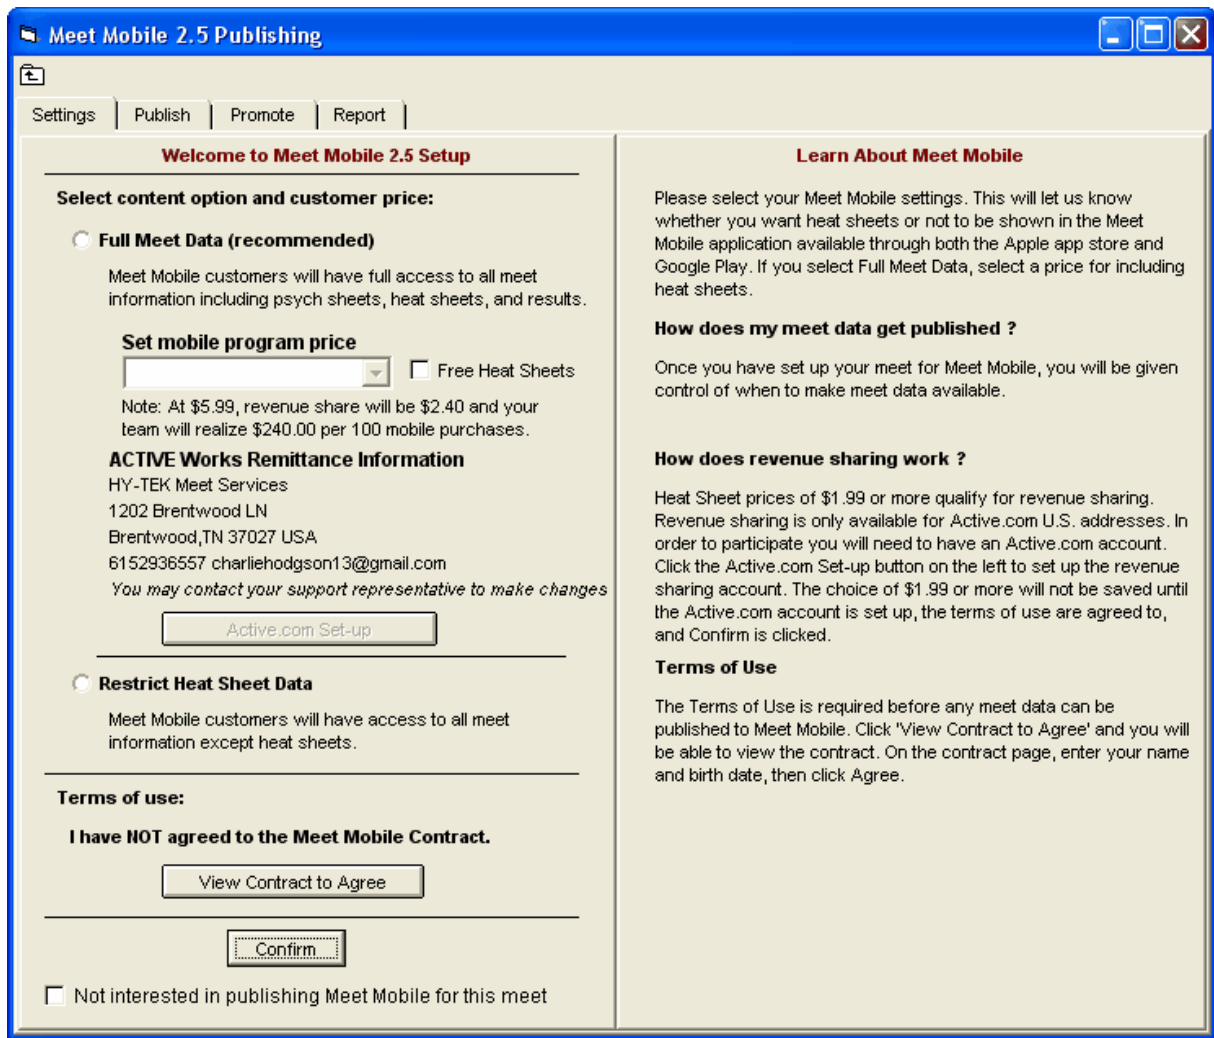 Meet Mobile 2.5 Publishing
Settings
Publish
Promote
Report
Welcome to Meet Mobile 2.5 Setup
Select content option and customer price:
Full Meet Data (recommended)
Meet Mobile customers will have full access to all meet
information including psych sheets, heat sheets, and results.
Set mobile program price
Free Heat Sheets
Note: At $5.99, revenue share will be $2.40 and your
team will realize $240.00 per 100 mobile purchases.
ACTIVE Works Remittance Information
HY-TEK Meet Services
1202 Brentwood LN
Brentwood,TN 37027 USA
6152936557 charliehodgson13@gmail.com
You may contact your support representative to make changes
Active.com Set-up
Restrict Heat Sheet Data
Meet Mobile customers will have access to all meet
information except heat sheets.
Terms of use:
I have NOT agreed to the Meet Mobile Contract.
View Contract to Agree
Confirm
Not interested in publishing Meet Mobile for this meet
Learn About Meet Mobile
Please select your Meet Mobile settings. This will let us know
whether you want heat sheets or not to be shown in the Meet
Mobile application available through both the Apple app store and
Google Play. If you select Full Meet Data, select a price for including
heat sheets.
How does my meet data get published ?
Once you have set up your meet for Meet Mobile, you will be given
control of when to make meet data available.
How does revenue sharing work ?
Heat Sheet prices of $1.99 or more qualify for revenue sharing.
Revenue sharing is only available for Active.com U.S. addresses. In
order to participate you will need to have an Active.com account.
Click the Active.com Set-up button on the left to set up the revenue
sharing account. The choice of $1.99 or more will not be saved until
the Active.com account is set up, the terms of use are agreed to,
and Confirm is clicked.
Terms of Use
The Terms of Use is required before any meet data can be
published to Meet Mobile. Click 'View Contract to Agree' and you will
be able to view the contract. On the contract page, enter your name
and birth date, then click Agree.